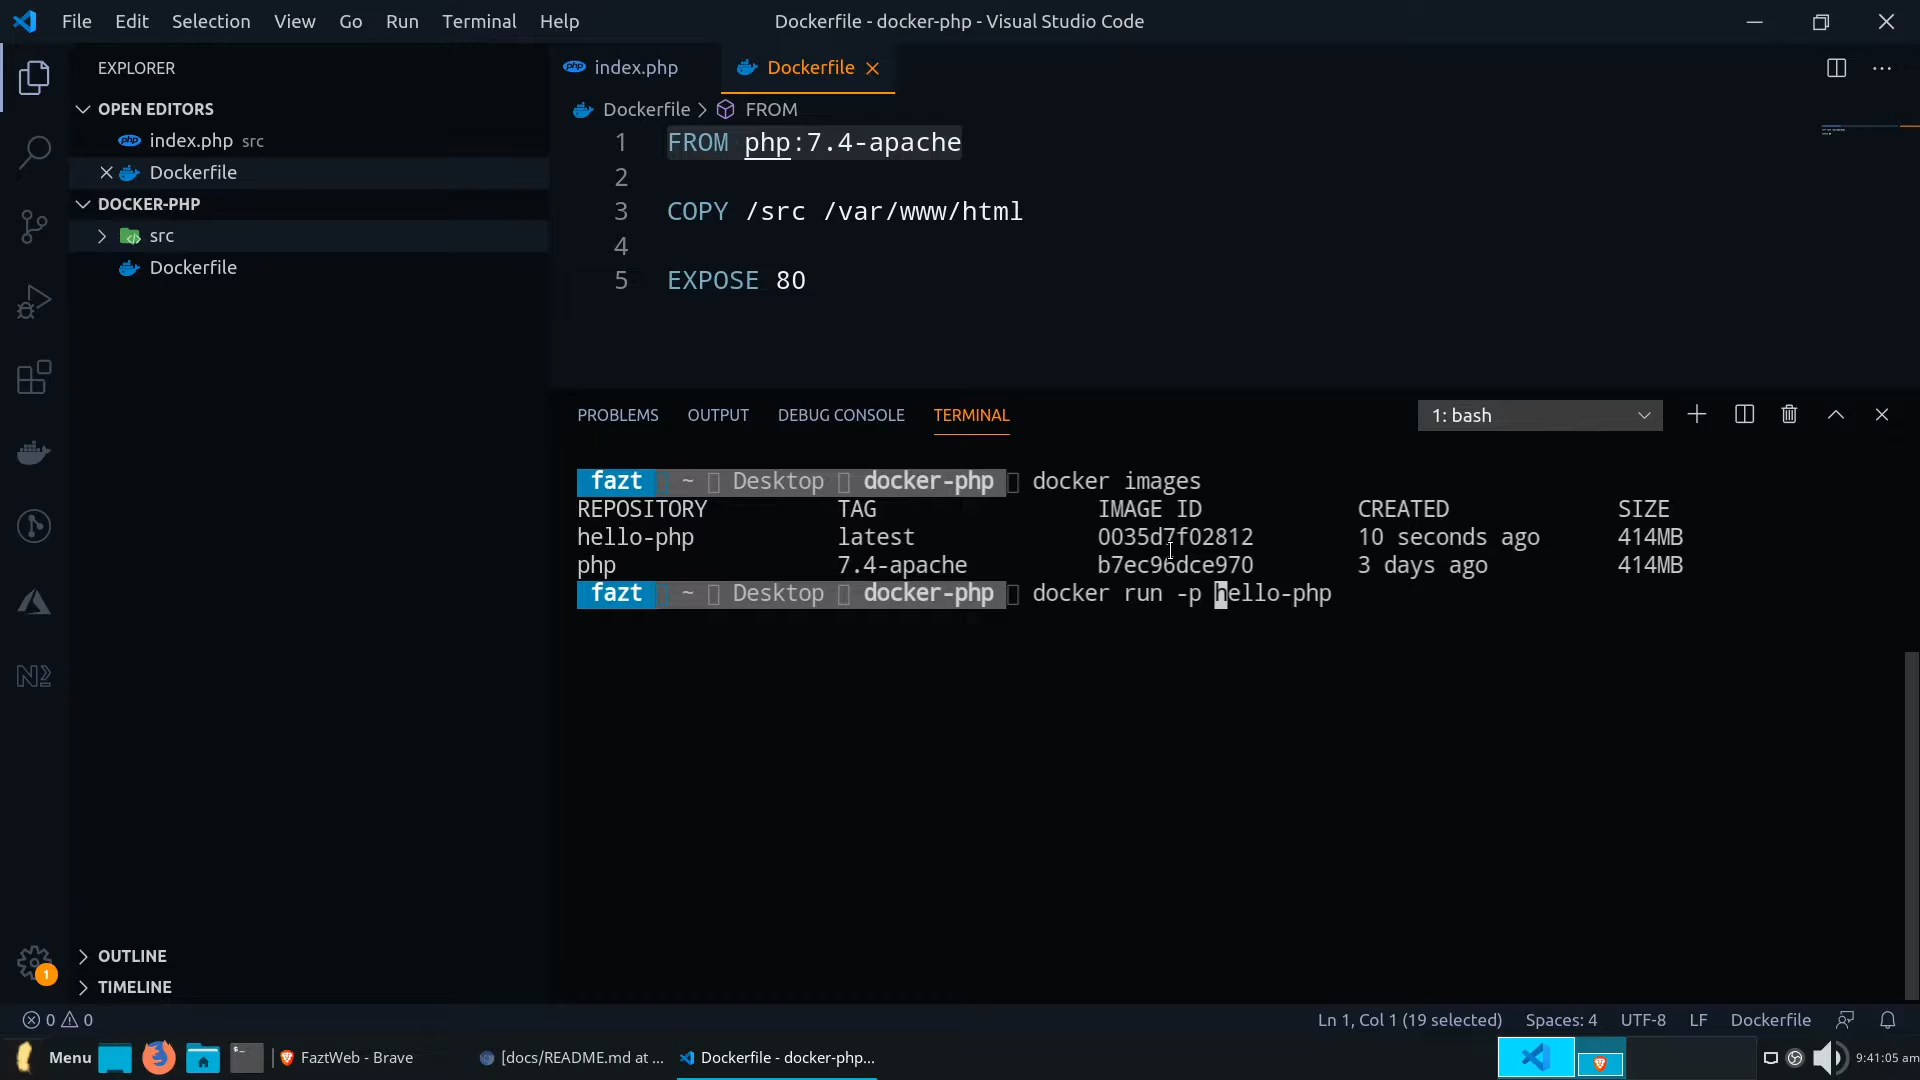 File Edit Selection View Go Run Terminal Help
Dockerfile - docker-php - Visual Studio Code
EXPLORER
OPEN EDITORS
index.php src
Dockerfile
DOCKER-PHP
src
Dockerfile
OUTLINE
TIMELINE
index.php
Dockerfile
Dockerfile > FROM
1 FROM php:7.4-apache
2
3 COPY /src /var/www/html
4
5 EXPOSE 80
PROBLEMS OUTPUT DEBUG CONSOLE TERMINAL
1: bash
fazt ~ Desktop docker-php docker images
REPOSITORY TAG IMAGE ID CREATED SIZE
hello-php latest 0035d7f02812 10 seconds ago 414MB
php 7.4-apache b7ec96dce970 3 days ago 414MB
fazt ~ Desktop docker-php docker run -p hello-php
1
0 0
Ln 1, Col 1 (19 selected) Spaces: 4 UTF-8 LF Dockerfile
Menu
FaztWeb - Brave
[docs/README.md at ...
Dockerfile - docker-php...
9:41:05 am